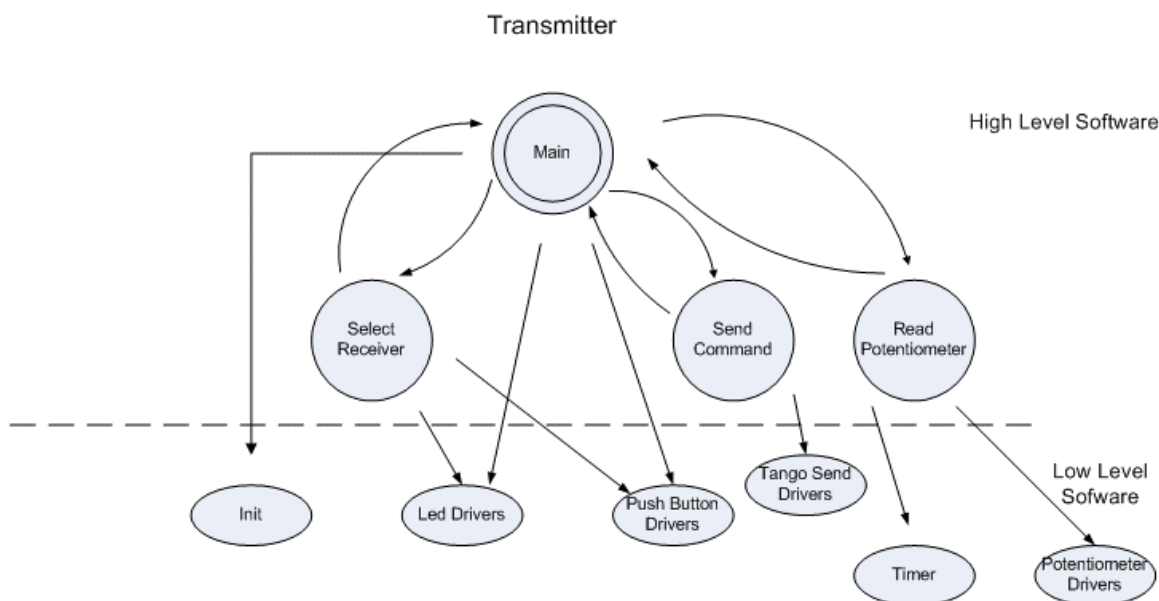 Transmitter
High Level Software
Main
Select
Receiver
Send
Command
Read
Potentiometer
Low Level
Sofware
Init
Led Drivers
Push Button
Drivers
Tango Send
Drivers
Timer
Potentiometer
Drivers